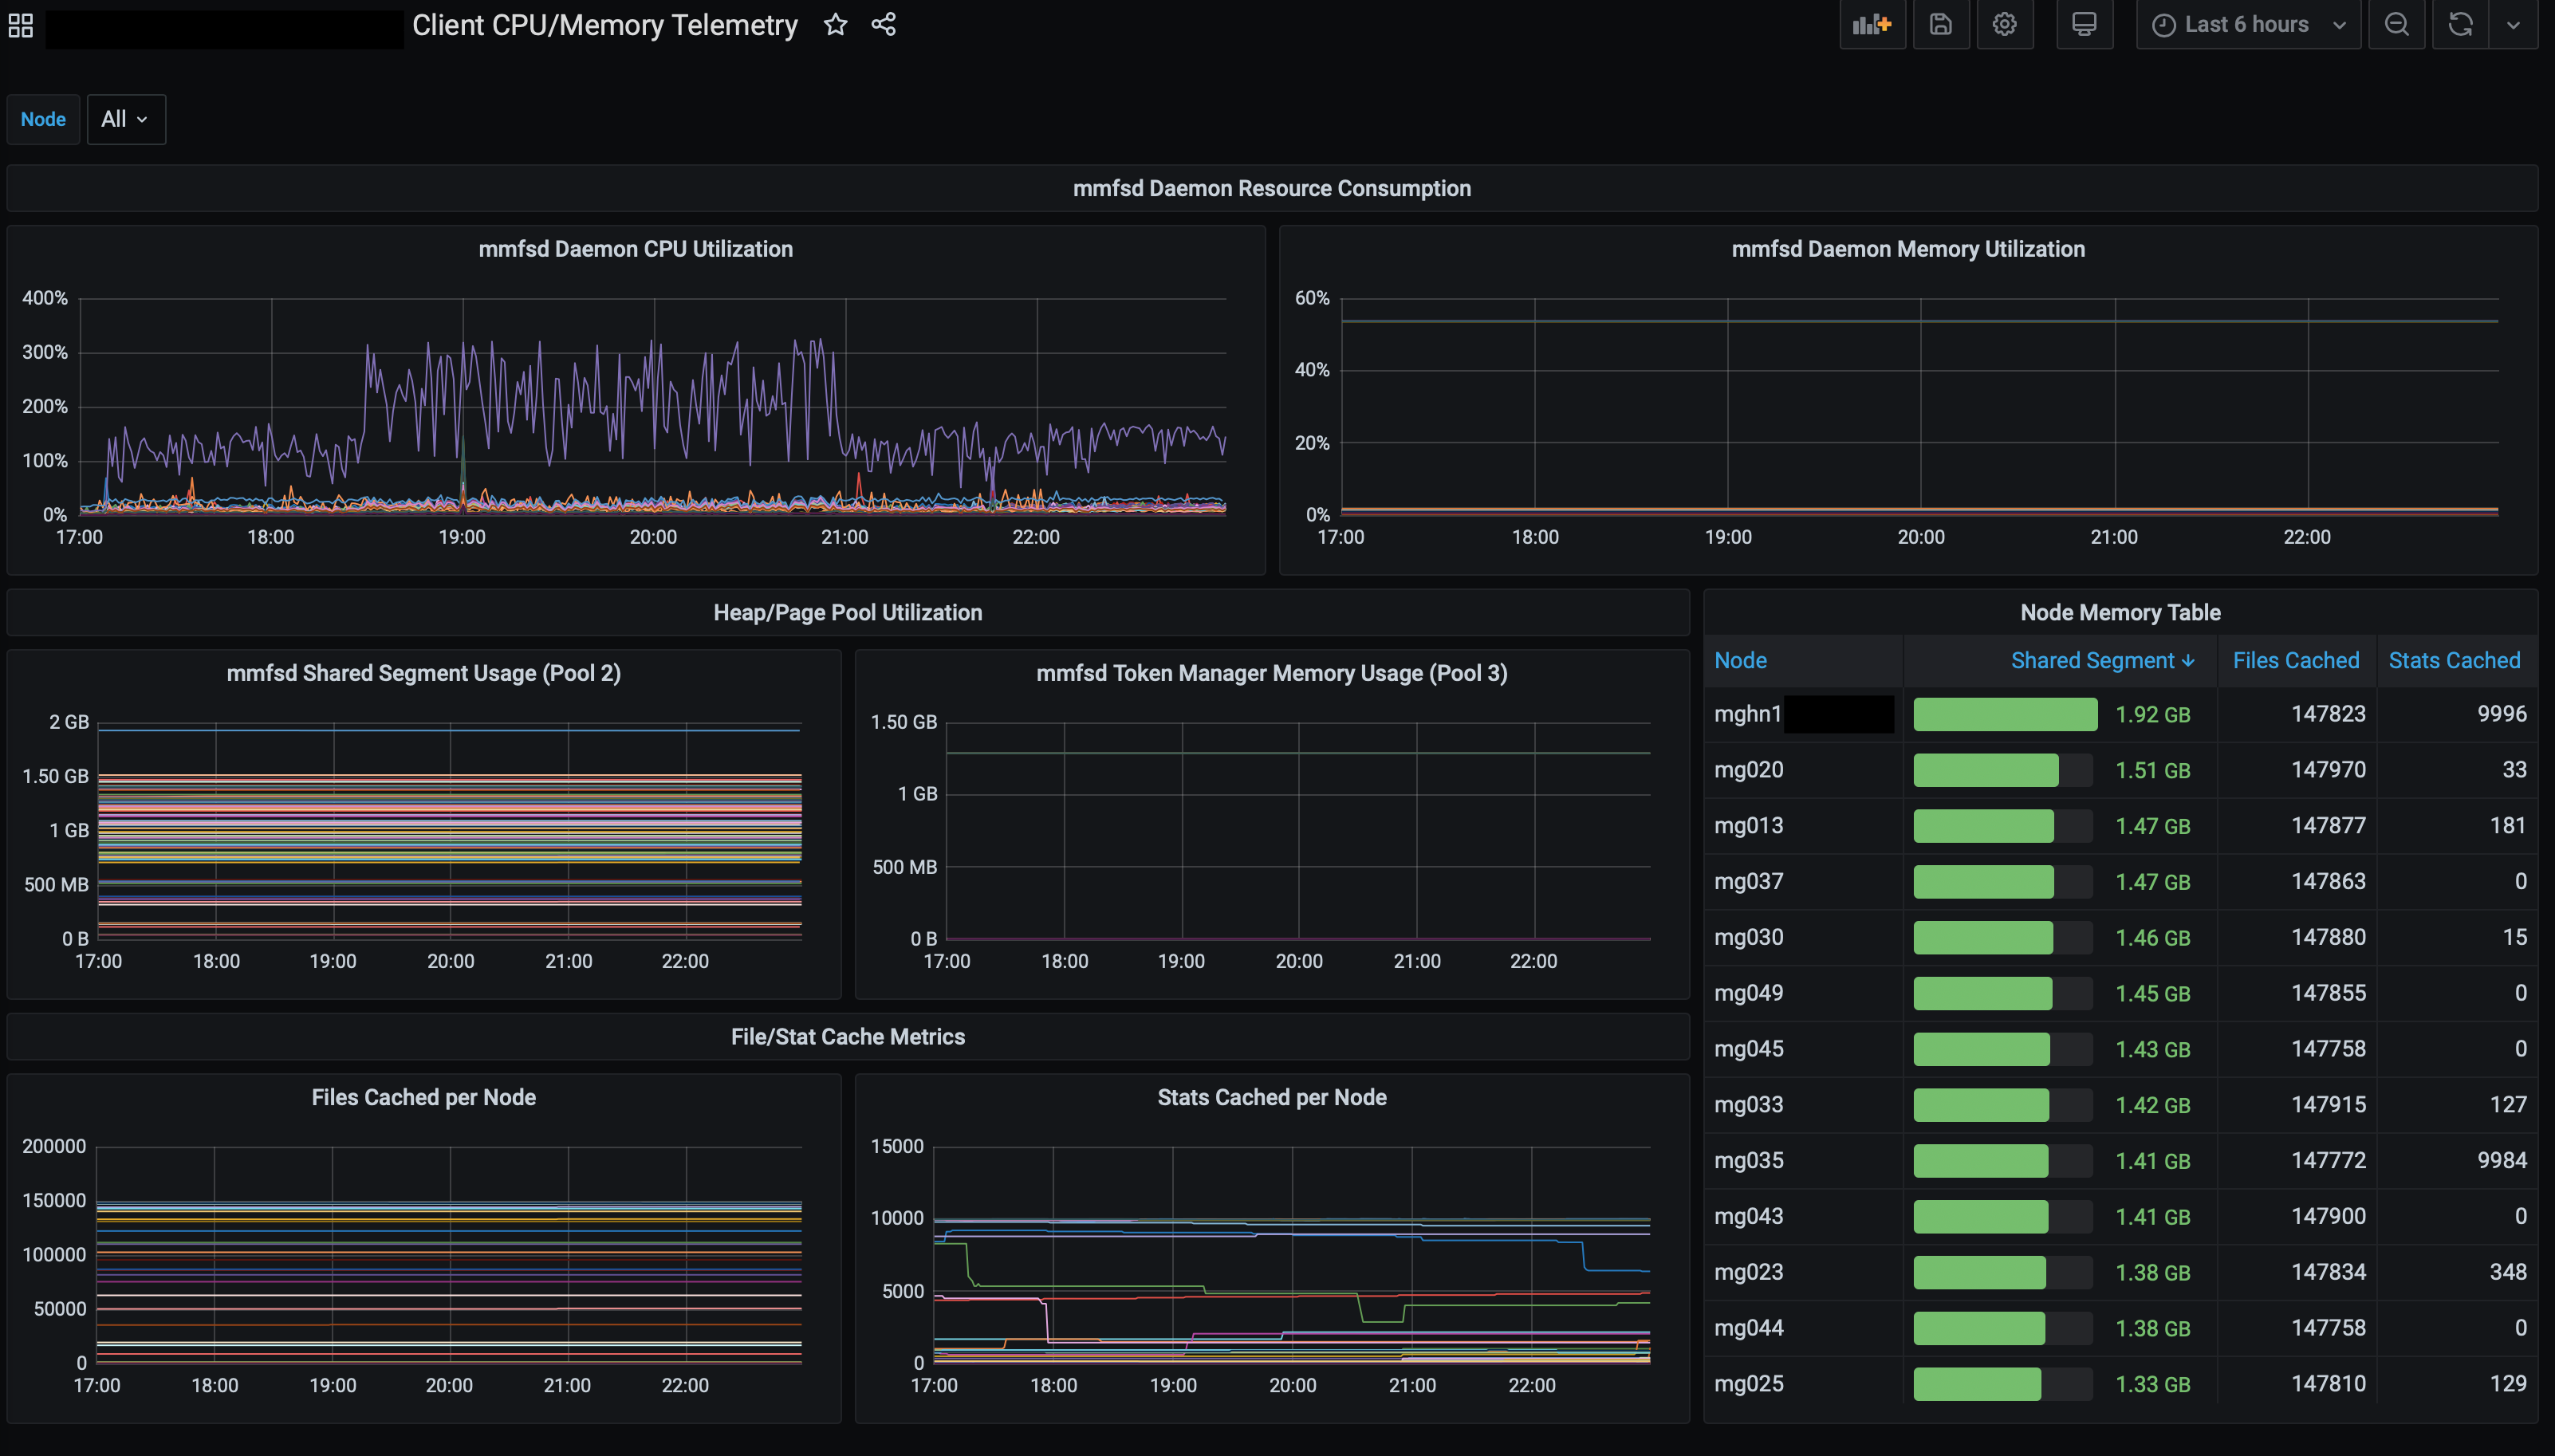 Client CPU/Memory Telemetry
Last 6 hours
Node All
mmfsd Daemon Resource Consumption
mmfsd Daemon CPU Utilization
400%
300%
200%
100%
0%
17:00 18:00 19:00 20:00 21:00 22:00
mmfsd Daemon Memory Utilization
60%
40%
20%
0%
17:00 18:00 19:00 20:00 21:00 22:00
Heap/Page Pool Utilization
mmfsd Shared Segment Usage (Pool 2)
2 GB
1.50 GB
1 GB
500 MB
0 B
17:00 18:00 19:00 20:00 21:00 22:00
mmfsd Token Manager Memory Usage (Pool 3)
1.50 GB
1 GB
500 MB
0 B
17:00 18:00 19:00 20:00 21:00 22:00
File/Stat Cache Metrics
Files Cached per Node
200000
150000
100000
50000
0
17:00 18:00 19:00 20:00 21:00 22:00
Stats Cached per Node
15000
10000
5000
0
17:00 18:00 19:00 20:00 21:00 22:00
Node Memory Table
Node Shared Segment Files Cached Stats Cached
mghn1 1.92 GB 147823 9996
mg020 1.51 GB 147970 33
mg013 1.47 GB 147877 181
mg037 1.47 GB 147863 0
mg030 1.46 GB 147880 15
mg049 1.45 GB 147855 0
mg045 1.43 GB 147758 0
mg033 1.42 GB 147915 127
mg035 1.41 GB 147772 9984
mg043 1.41 GB 147900 0
mg023 1.38 GB 147834 348
mg044 1.38 GB 147758 0
mg025 1.33 GB 147810 129